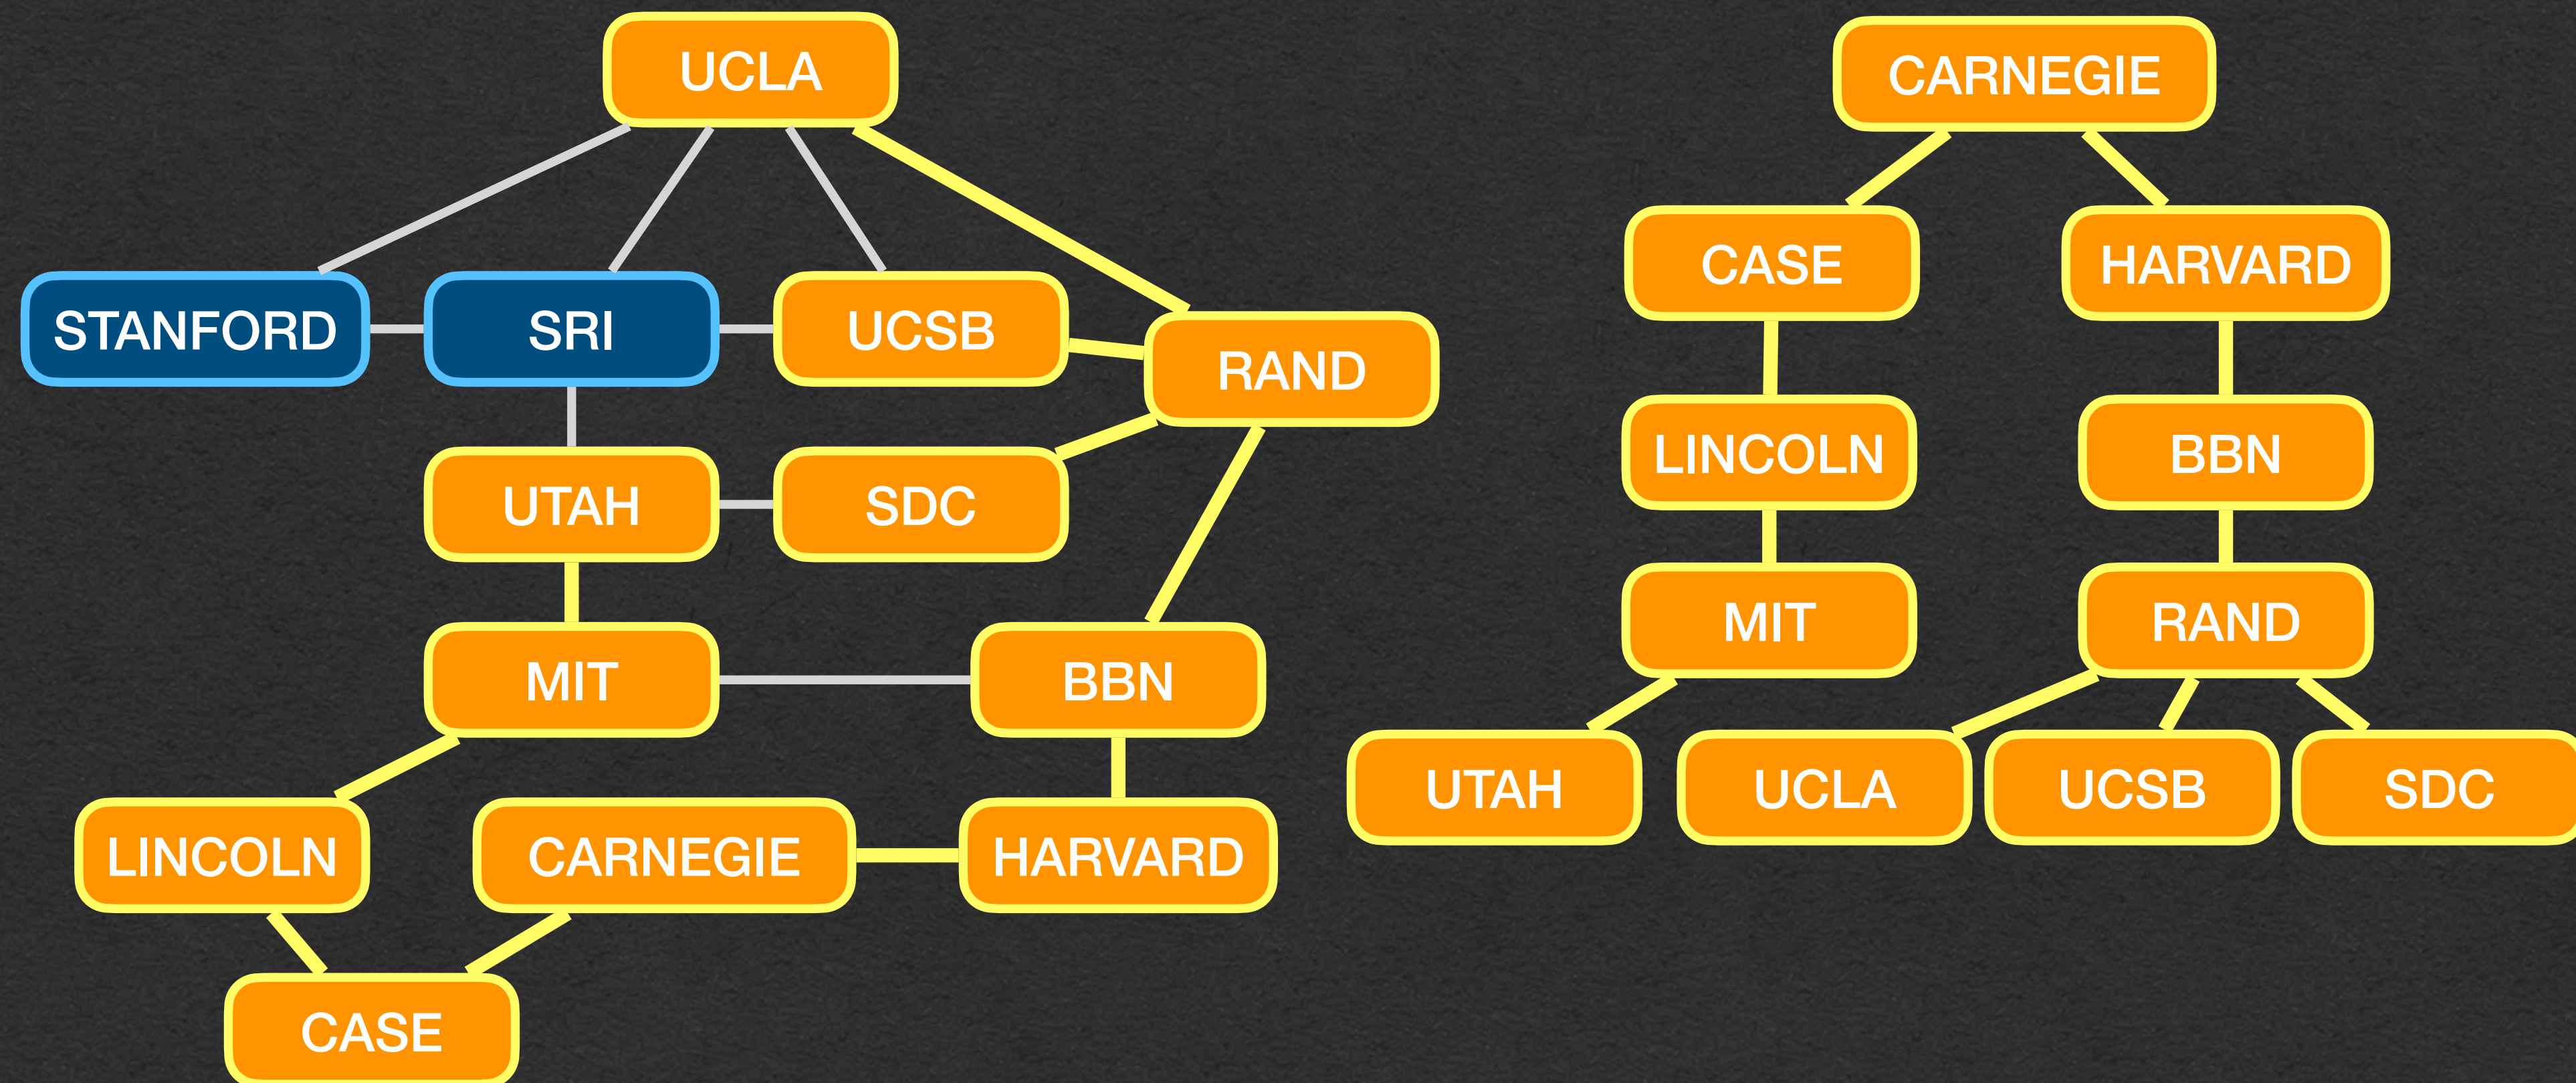 UCLA
STANFORD
SRI
UCSB
RAND
UTAH
SDC
MIT
BBN
LINCOLN
CARNEGIE
HARVARD
CASE
CARNEGIE
CASE
HARVARD
LINCOLN
BBN
MIT
RAND
UTAH
UCLA
UCSB
SDC